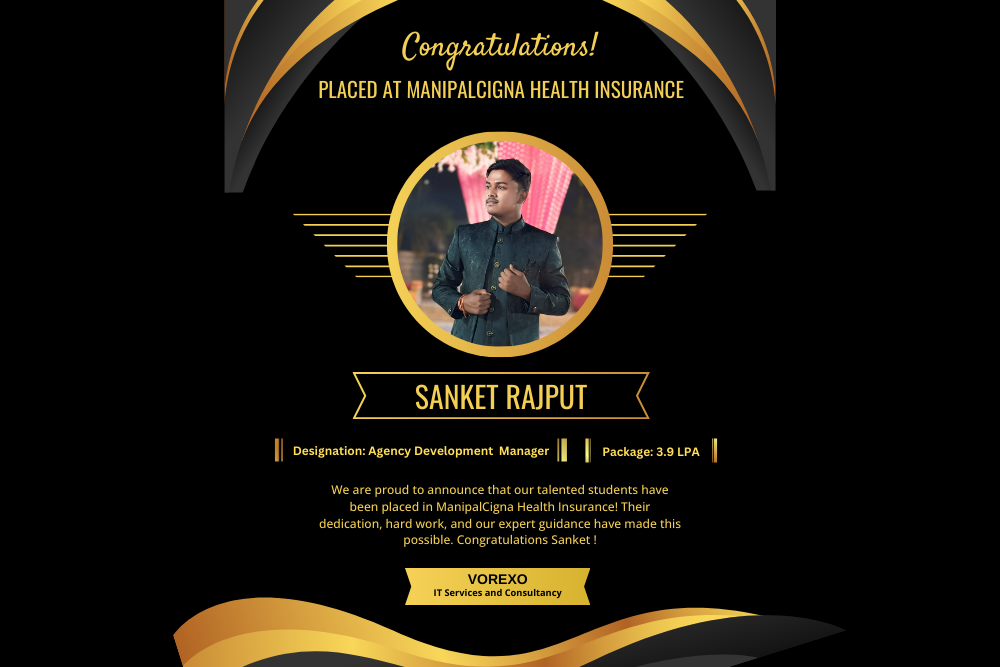 Congratulations!
PLACED AT MANIPALCIGNA HEALTH INSURANCE
SANKET RAJPUT
Designation: Agency Development Manager
Package: 3.9 LPA
We are proud to announce that our talented students have
been placed in ManipalCigna Health Insurance! Their
dedication, hard work, and our expert guidance have made this
possible. Congratulations Sanket !
VOREXO
IT Services and Consultancy